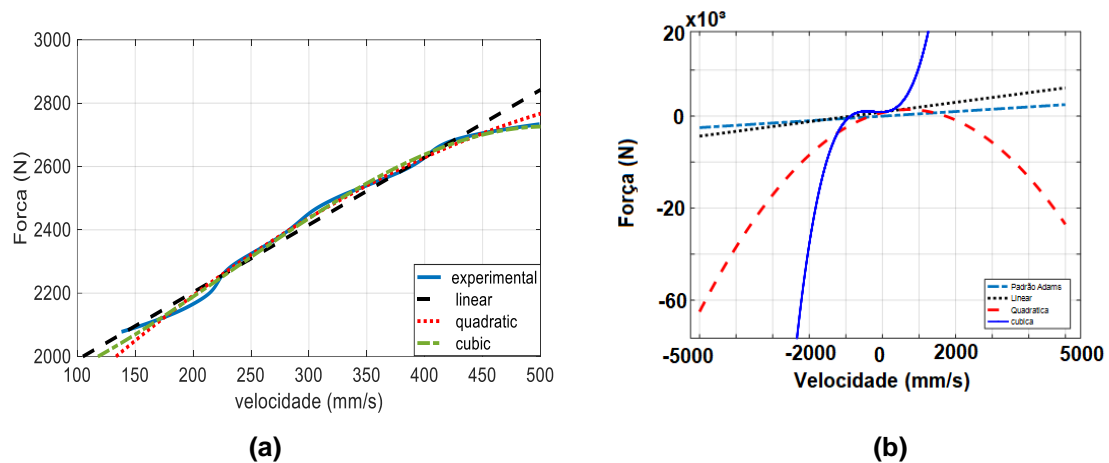 3000
2800
2600
2400
2200
2000
Forca (N)
100 150 200 250 300 350 400 450 500
velocidade (mm/s)
experimental
linear
quadratic
cubic
(a)
20 x10³
0
-20
-60
Força (N)
-5000 -2000 0 2000 5000
Velocidade (mm/s)
Padrão Adams
Linear
Quadratica
cubica
(b)